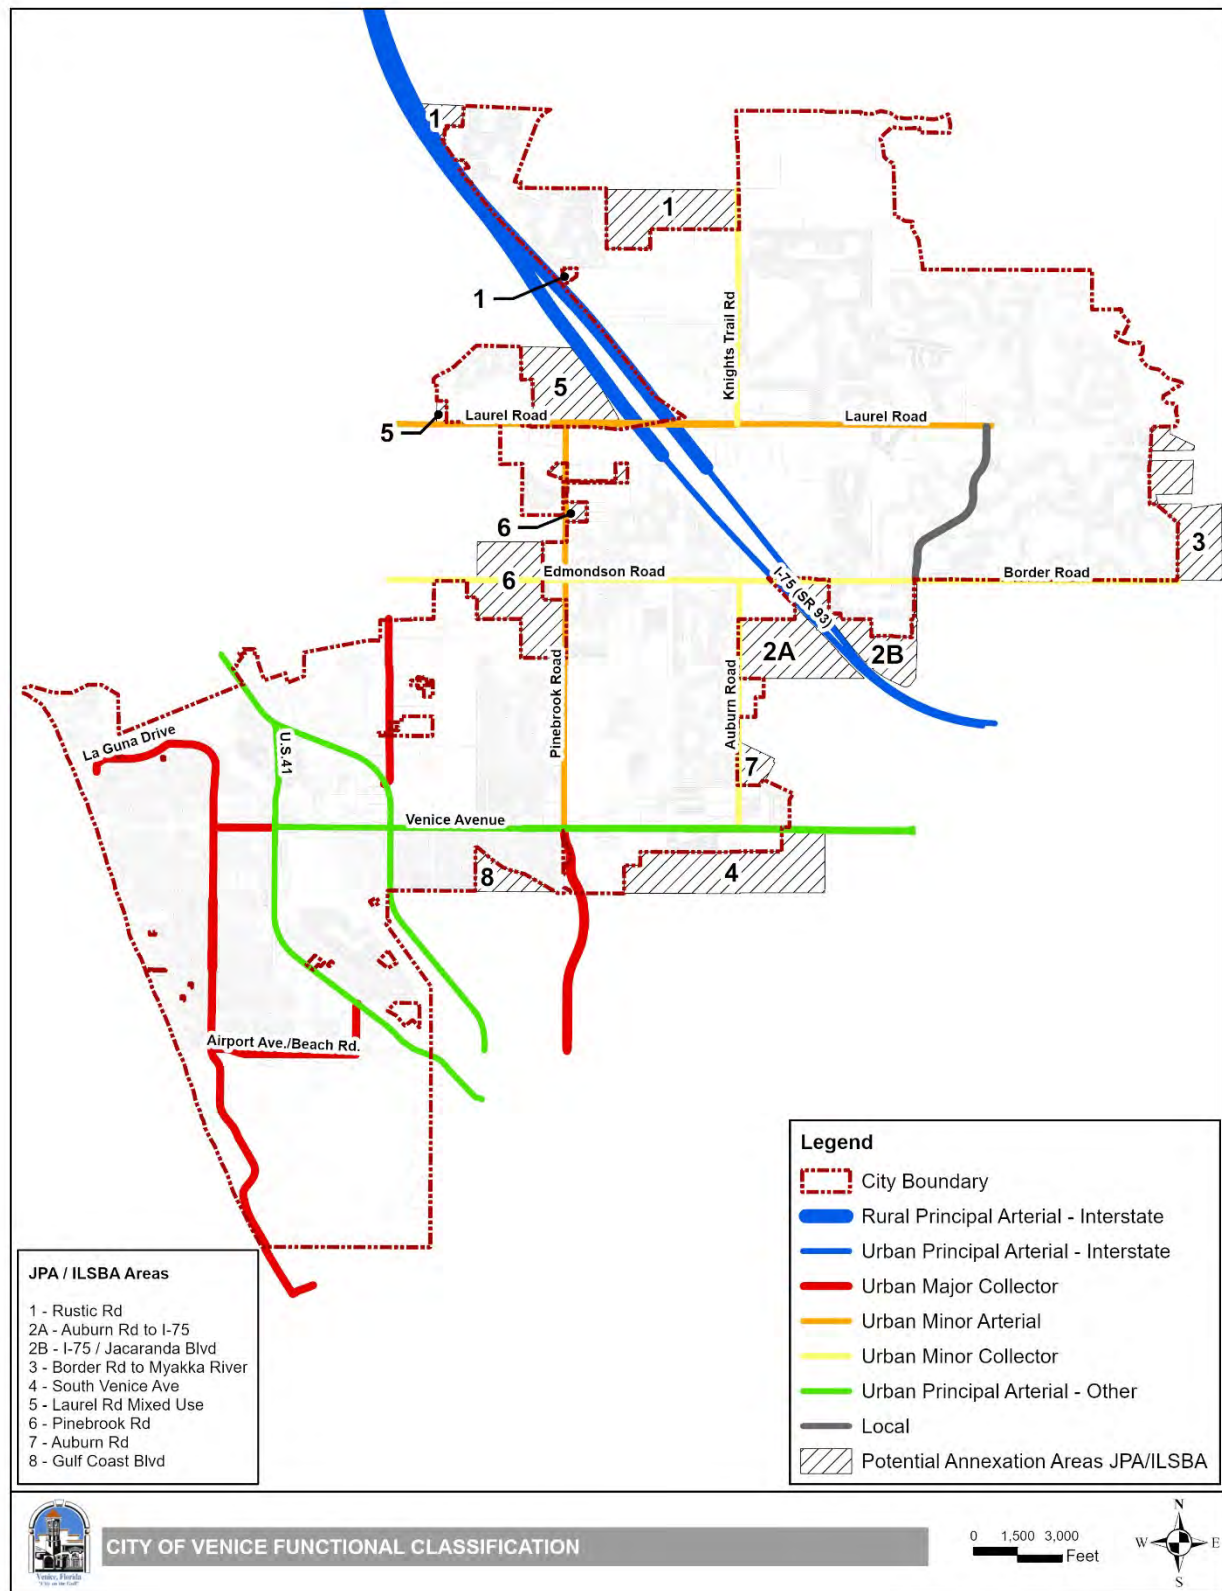 1
1
1
Knights Trail Rd
5
Laurel Road
Laurel Road
5
6
3
6
Edmondson Road
I-75 (SR 93)
Border Road
2A
2B
Pinebrook Road
Auburn Road
La Guna Drive
U.S.41
7
Venice Avenue
8
4
Airport Ave./Beach Rd.
Legend
City Boundary
Rural Principal Arterial - Interstate
Urban Principal Arterial - Interstate
Urban Major Collector
Urban Minor Arterial
Urban Minor Collector
Urban Principal Arterial - Other
Local
Potential Annexation Areas JPA/ILSBA
JPA / ILSBA Areas
1 - Rustic Rd
2A - Auburn Rd to I-75
2B - I-75 / Jacaranda Blvd
3 - Border Rd to Myakka River
4 - South Venice Ave
5 - Laurel Rd Mixed Use
6 - Pinebrook Rd
7 - Auburn Rd
8 - Gulf Coast Blvd
Venice, Florida
"City on the Gulf"
CITY OF VENICE FUNCTIONAL CLASSIFICATION
0 1,500 3,000
Feet
N
W E
S